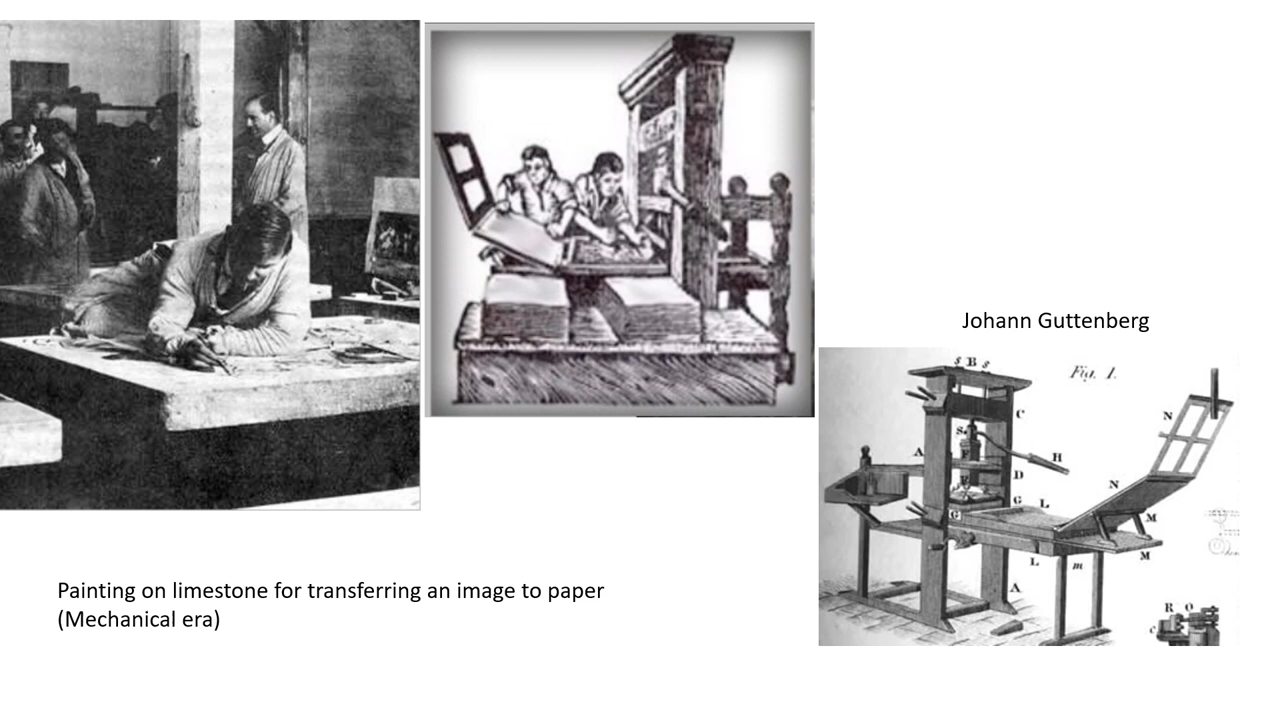 Johann Guttenberg
s B s
Fig. 1.
C
N
S
A
H
D
N
F
G
L
G
M
L
m
M
A
R O
C
Painting on limestone for transferring an image to paper
(Mechanical era)